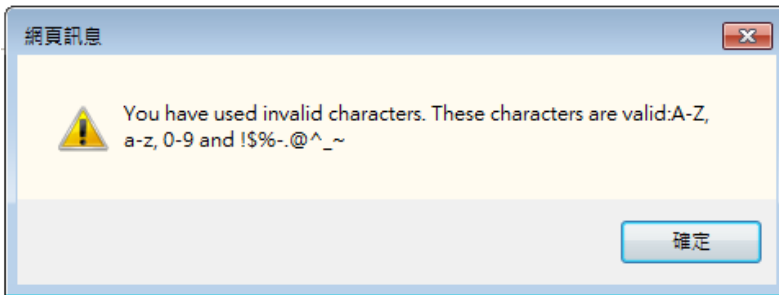 網頁訊息
You have used invalid characters. These characters are valid:A-Z,
a-z, 0-9 and !$%-.@^_~
確定